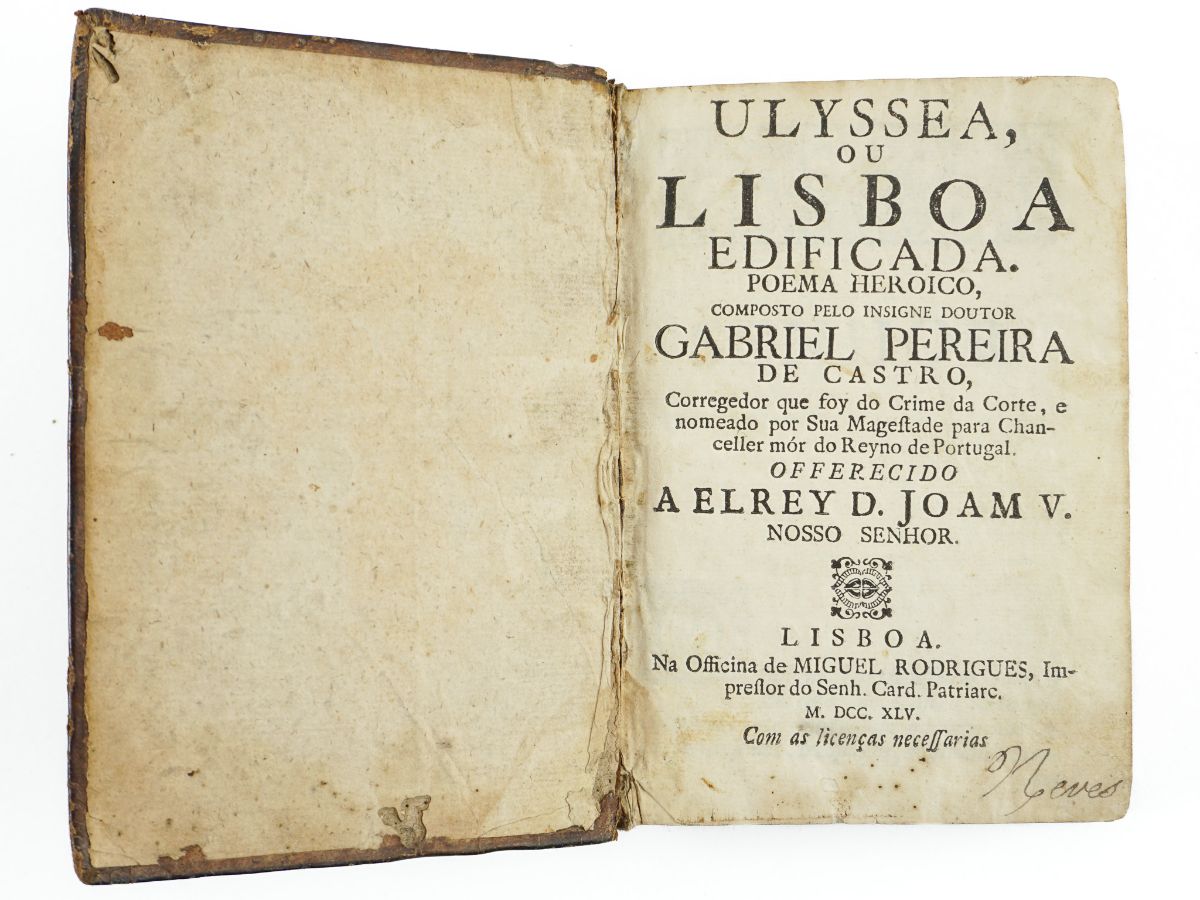 ULYSSEA,
OU
LISBOA
EDIFICADA.
POEMA HEROICO,
COMPOSTO PELO INSIGNE DOUTOR
GABRIEL PEREIRA
DE CASTRO,
Corregedor que foy do Crime da Corte, e
nomeado por Sua Mageſtade para Chan-
celler mór do Reyno de Portugal.
OFFERECIDO
A ELREY D. JOAM V.
NOSSO SENHOR.
LISBOA.
Na Officina de MIGUEL RODRIGUES, Im-
preſſor do Senh. Card. Patriarc.
M. DCC. XLV.
Com as licenças neceſſarias
Neves